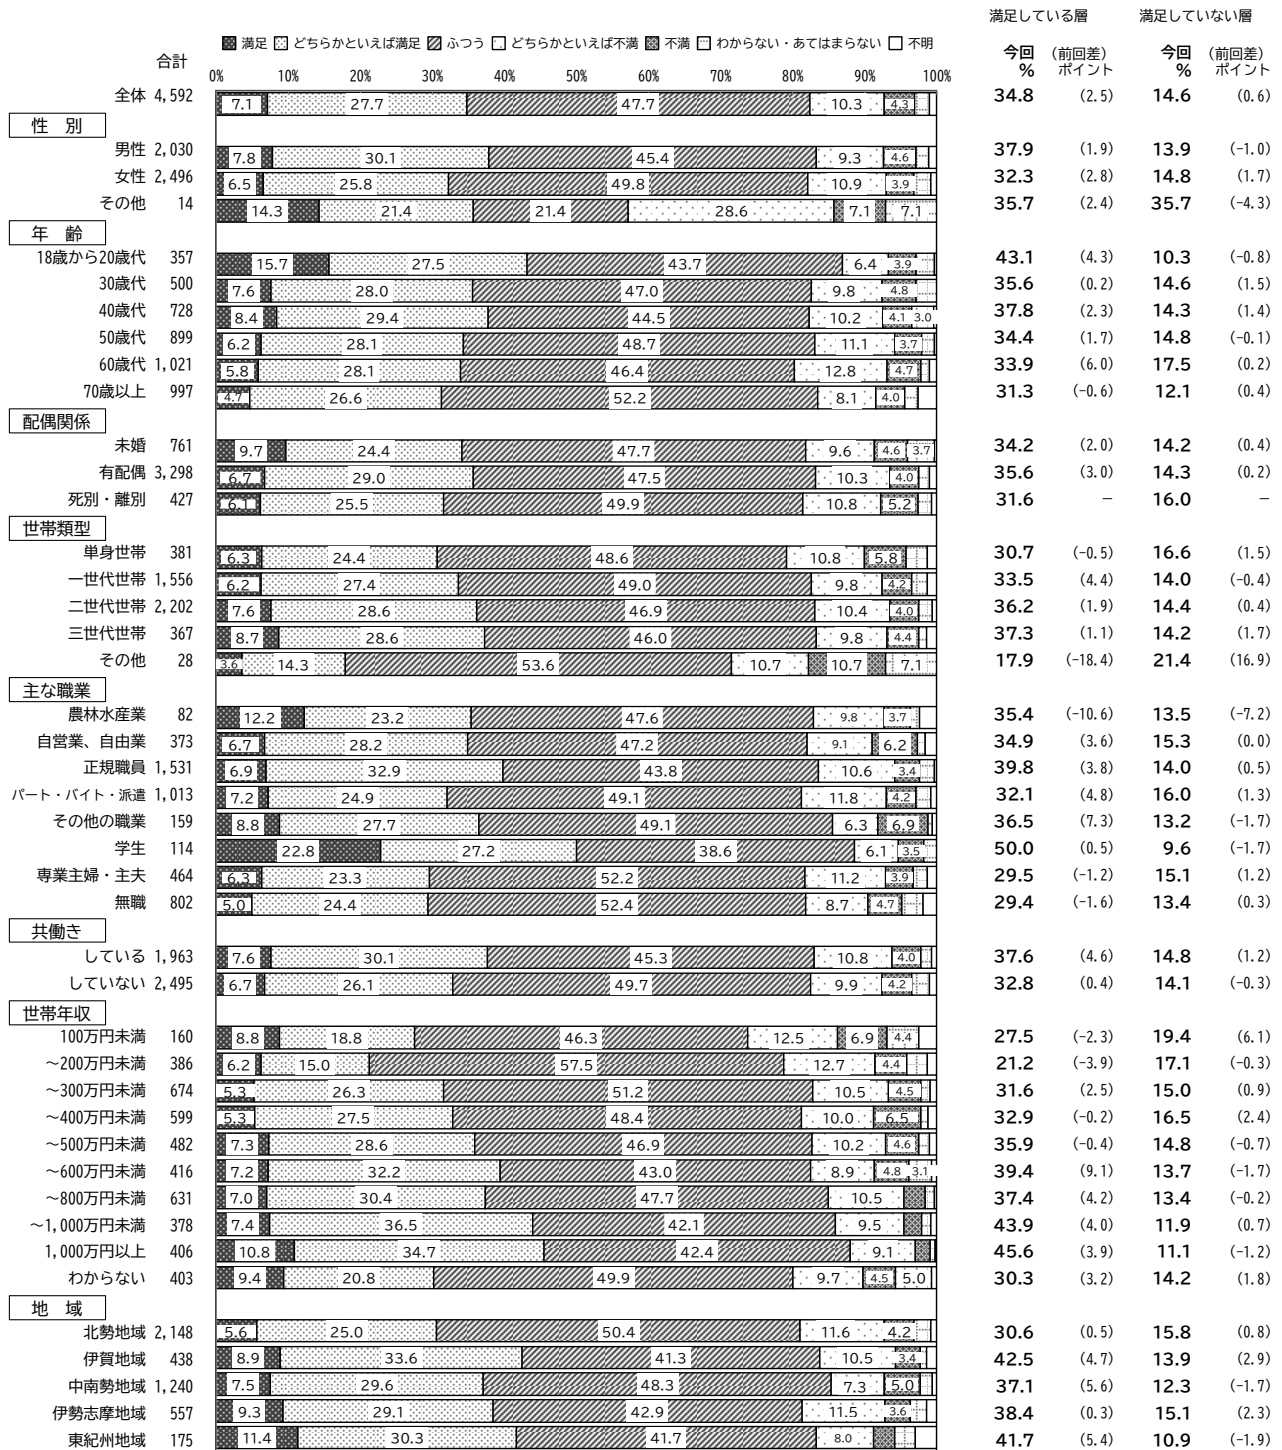 満足している層 満足していない層
満足 どちらかといえば満足 ふつう どちらかといえば不満 不満 わからない・あてはまらない 不明
合計 今回 (前回差) 今回 (前回差)
% ポイント % ポイント
0% 10% 20% 30% 40% 50% 60% 70% 80% 90% 100%
全体 4,592 7.1 27.7 47.7 10.3 4.3 34.8 (2.5) 14.6 (0.6)
性 別
男性 2,030 7.8 30.1 45.4 9.3 4.6 37.9 (1.9) 13.9 (-1.0)
女性 2,496 6.5 25.8 49.8 10.9 3.9 32.3 (2.8) 14.8 (1.7)
その他 14 14.3 21.4 21.4 28.6 7.1 7.1 35.7 (2.4) 35.7 (-4.3)
年 齢
18歳から20歳代 357 15.7 27.5 43.7 6.4 3.9 43.1 (4.3) 10.3 (-0.8)
30歳代 500 7.6 28.0 47.0 9.8 4.8 35.6 (0.2) 14.6 (1.5)
40歳代 728 8.4 29.4 44.5 10.2 4.1 3.0 37.8 (2.3) 14.3 (1.4)
50歳代 899 6.2 28.1 48.7 11.1 3.7 34.4 (1.7) 14.8 (-0.1)
60歳代 1,021 5.8 28.1 46.4 12.8 4.7 33.9 (6.0) 17.5 (0.2)
70歳以上 997 4.7 26.6 52.2 8.1 4.0 31.3 (-0.6) 12.1 (0.4)
配偶関係
未婚 761 9.7 24.4 47.7 9.6 4.6 3.7 34.2 (2.0) 14.2 (0.4)
有配偶 3,298 6.7 29.0 47.5 10.3 4.0 35.6 (3.0) 14.3 (0.2)
死別・離別 427 6.1 25.5 49.9 10.8 5.2 31.6 － 16.0 －
世帯類型
単身世帯 381 6.3 24.4 48.6 10.8 5.8 30.7 (-0.5) 16.6 (1.5)
一世代世帯 1,556 6.2 27.4 49.0 9.8 4.2 33.5 (4.4) 14.0 (-0.4)
二世代世帯 2,202 7.6 28.6 46.9 10.4 4.0 36.2 (1.9) 14.4 (0.4)
三世代世帯 367 8.7 28.6 46.0 9.8 4.4 37.3 (1.1) 14.2 (1.7)
その他 28 3.6 14.3 53.6 10.7 10.7 7.1 17.9 (-18.4) 21.4 (16.9)
主な職業
農林水産業 82 12.2 23.2 47.6 9.8 3.7 35.4 (-10.6) 13.5 (-7.2)
自営業、自由業 373 6.7 28.2 47.2 9.1 6.2 34.9 (3.6) 15.3 (0.0)
正規職員 1,531 6.9 32.9 43.8 10.6 3.4 39.8 (3.8) 14.0 (0.5)
パート・バイト・派遣 1,013 7.2 24.9 49.1 11.8 4.2 32.1 (4.8) 16.0 (1.3)
その他の職業 159 8.8 27.7 49.1 6.3 6.9 36.5 (7.3) 13.2 (-1.7)
学生 114 22.8 27.2 38.6 6.1 3.5 50.0 (0.5) 9.6 (-1.7)
専業主婦・主夫 464 6.3 23.3 52.2 11.2 3.9 29.5 (-1.2) 15.1 (1.2)
無職 802 5.0 24.4 52.4 8.7 4.7 29.4 (-1.6) 13.4 (0.3)
共働き
している 1,963 7.6 30.1 45.3 10.8 4.0 37.6 (4.6) 14.8 (1.2)
していない 2,495 6.7 26.1 49.7 9.9 4.2 32.8 (0.4) 14.1 (-0.3)
世帯年収
100万円未満 160 8.8 18.8 46.3 12.5 6.9 4.4 27.5 (-2.3) 19.4 (6.1)
～200万円未満 386 6.2 15.0 57.5 12.7 4.4 21.2 (-3.9) 17.1 (-0.3)
～300万円未満 674 5.3 26.3 51.2 10.5 4.5 31.6 (2.5) 15.0 (0.9)
～400万円未満 599 5.3 27.5 48.4 10.0 6.5 32.9 (-0.2) 16.5 (2.4)
～500万円未満 482 7.3 28.6 46.9 10.2 4.6 35.9 (-0.4) 14.8 (-0.7)
～600万円未満 416 7.2 32.2 43.0 8.9 4.8 3.1 39.4 (9.1) 13.7 (-1.7)
～800万円未満 631 7.0 30.4 47.7 10.5 37.4 (4.2) 13.4 (-0.2)
～1,000万円未満 378 7.4 36.5 42.1 9.5 43.9 (4.0) 11.9 (0.7)
1,000万円以上 406 10.8 34.7 42.4 9.1 45.6 (3.9) 11.1 (-1.2)
わからない 403 9.4 20.8 49.9 9.7 4.5 5.0 30.3 (3.2) 14.2 (1.8)
地 域
北勢地域 2,148 5.6 25.0 50.4 11.6 4.2 30.6 (0.5) 15.8 (0.8)
伊賀地域 438 8.9 33.6 41.3 10.5 3.4 42.5 (4.7) 13.9 (2.9)
中南勢地域 1,240 7.5 29.6 48.3 7.3 5.0 37.1 (5.6) 12.3 (-1.7)
伊勢志摩地域 557 9.3 29.1 42.9 11.5 3.6 38.4 (0.3) 15.1 (2.3)
東紀州地域 175 11.4 30.3 41.7 8.0 41.7 (5.4) 10.9 (-1.9)